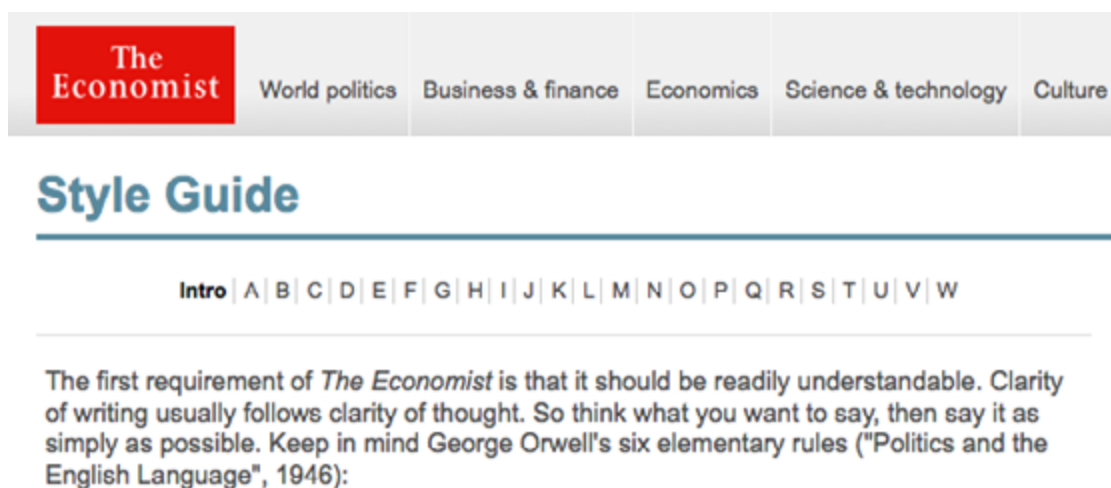 The
Economist
World politics Business & finance Economics Science & technology Culture
Style Guide
Intro | A | B | C | D | E | F | G | H | I | J | K | L | M | N | O | P | Q | R | S | T | U | V | W
The first requirement of The Economist is that it should be readily understandable. Clarity
of writing usually follows clarity of thought. So think what you want to say, then say it as
simply as possible. Keep in mind George Orwell's six elementary rules ("Politics and the
English Language", 1946):